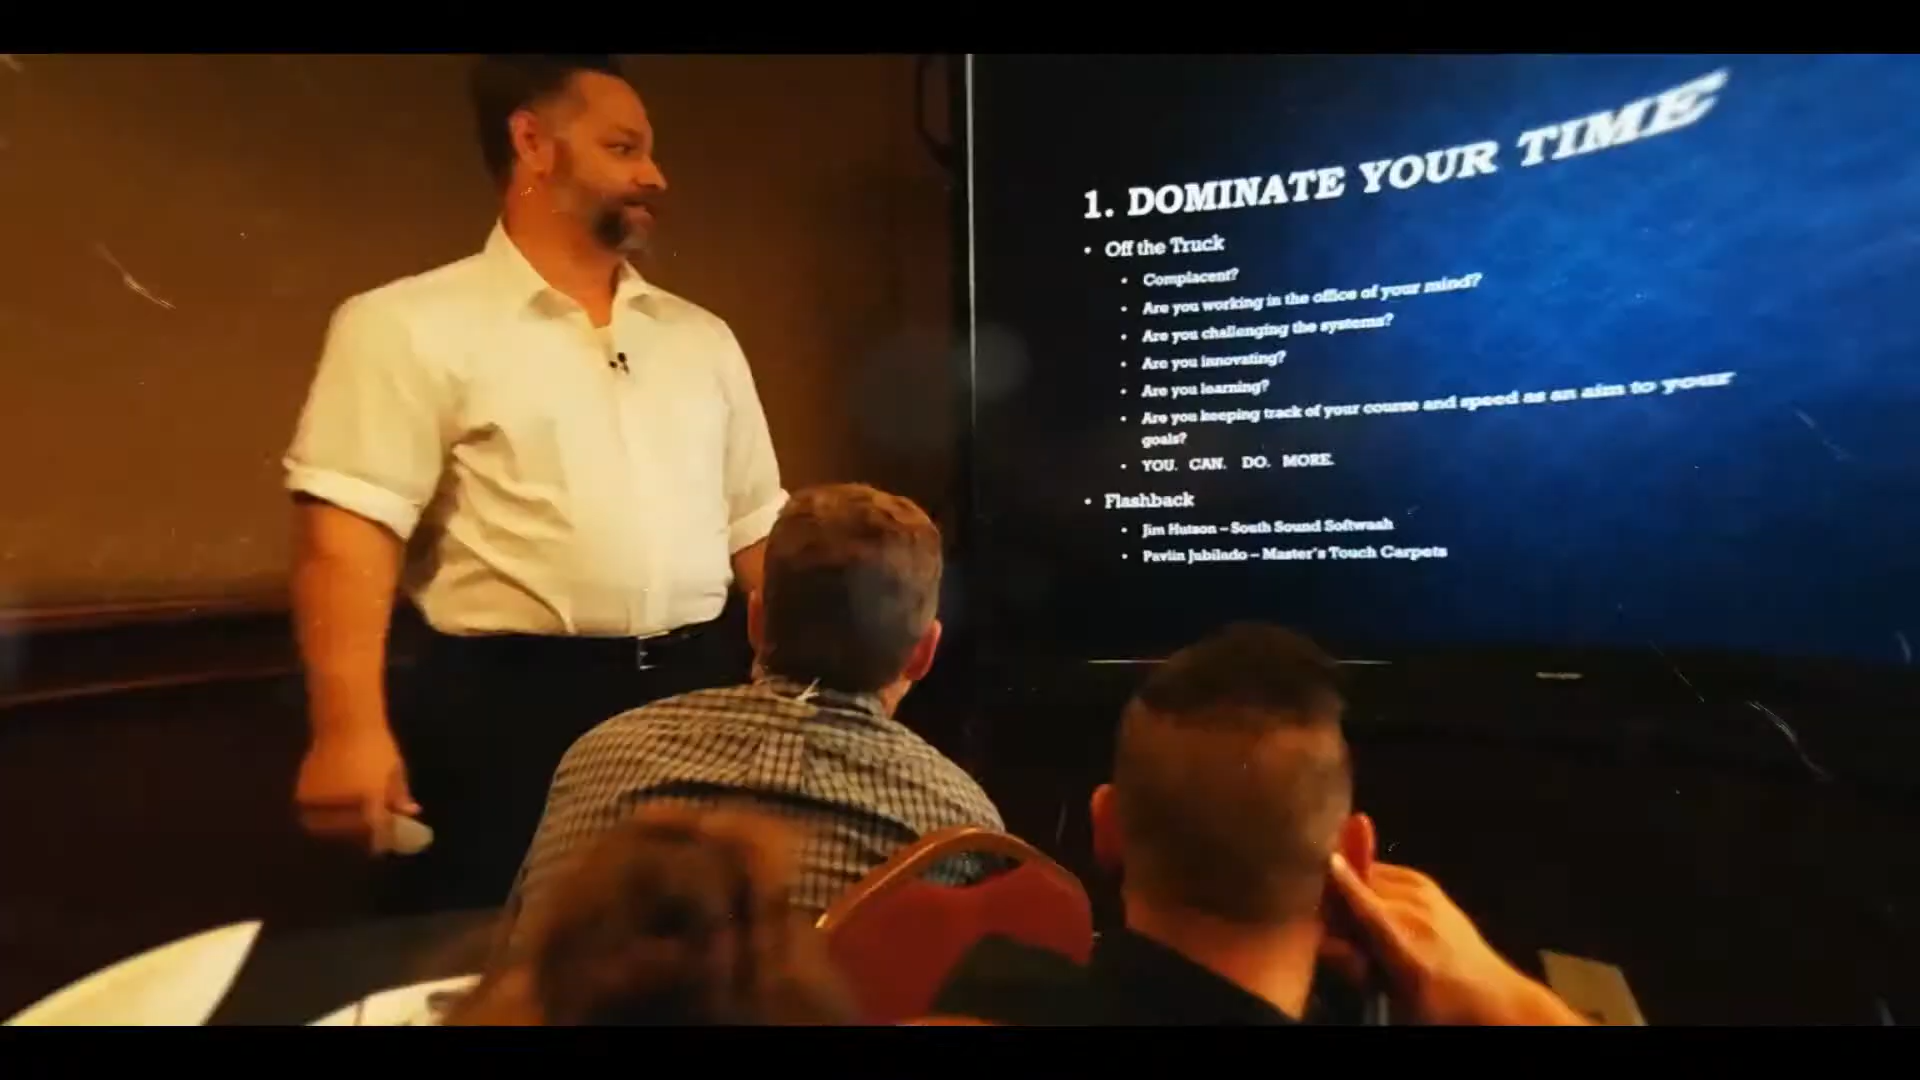 1. DOMINATE YOUR TIME
• Off the Truck
• Complacent?
• Are you working in the office of your mind?
• Are you challenging the systems?
• Are you innovating?
• Are you learning?
• Are you keeping track of your course and speed as an aim to your
goals?
• YOU. CAN. DO. MORE.
• Flashback
• Jim Hutson – South Sound Softwash
• Pavlin Jubilado – Master's Touch Carpets